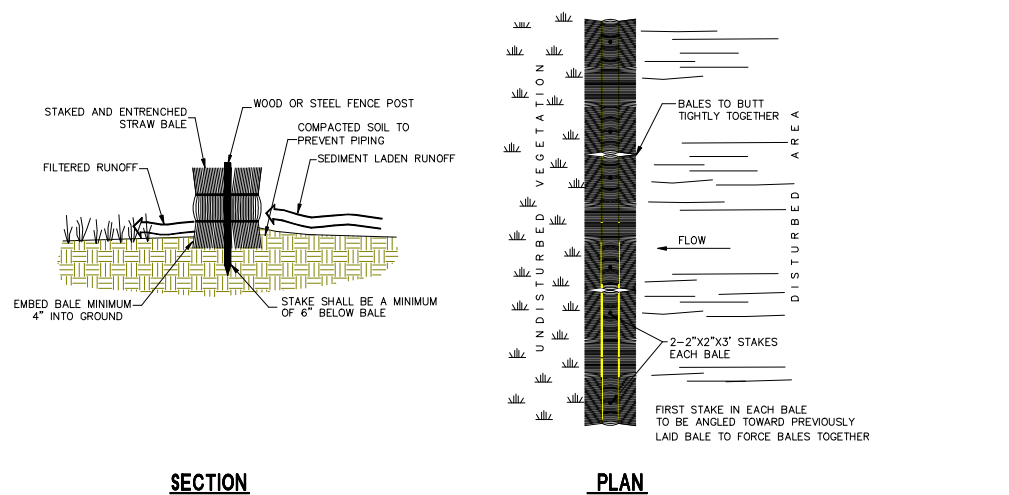 WOOD OR STEEL FENCE POST
STAKED AND ENTRENCHED
STRAW BALE
COMPACTED SOIL TO
PREVENT PIPING
SEDIMENT LADEN RUNOFF
FILTERED RUNOFF
EMBED BALE MINIMUM
4" INTO GROUND
STAKE SHALL BE A MINIMUM
OF 6" BELOW BALE
SECTION
UNDISTURBED VEGETATION
BALES TO BUTT
TIGHTLY TOGETHER
DISTURBED AREA
FLOW
2-2"X2"X3' STAKES
EACH BALE
FIRST STAKE IN EACH BALE
TO BE ANGLED TOWARD PREVIOUSLY
LAID BALE TO FORCE BALES TOGETHER
PLAN